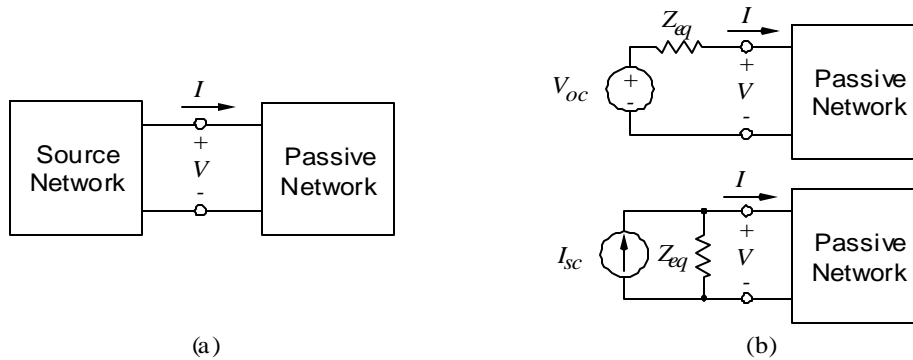 I
Source
Network
+
V
-
Passive
Network
(a)
Z_eq
I
V_oc
+
-
+
V
-
Passive
Network
I
I_sc
Z_eq
+
V
-
Passive
Network
(b)